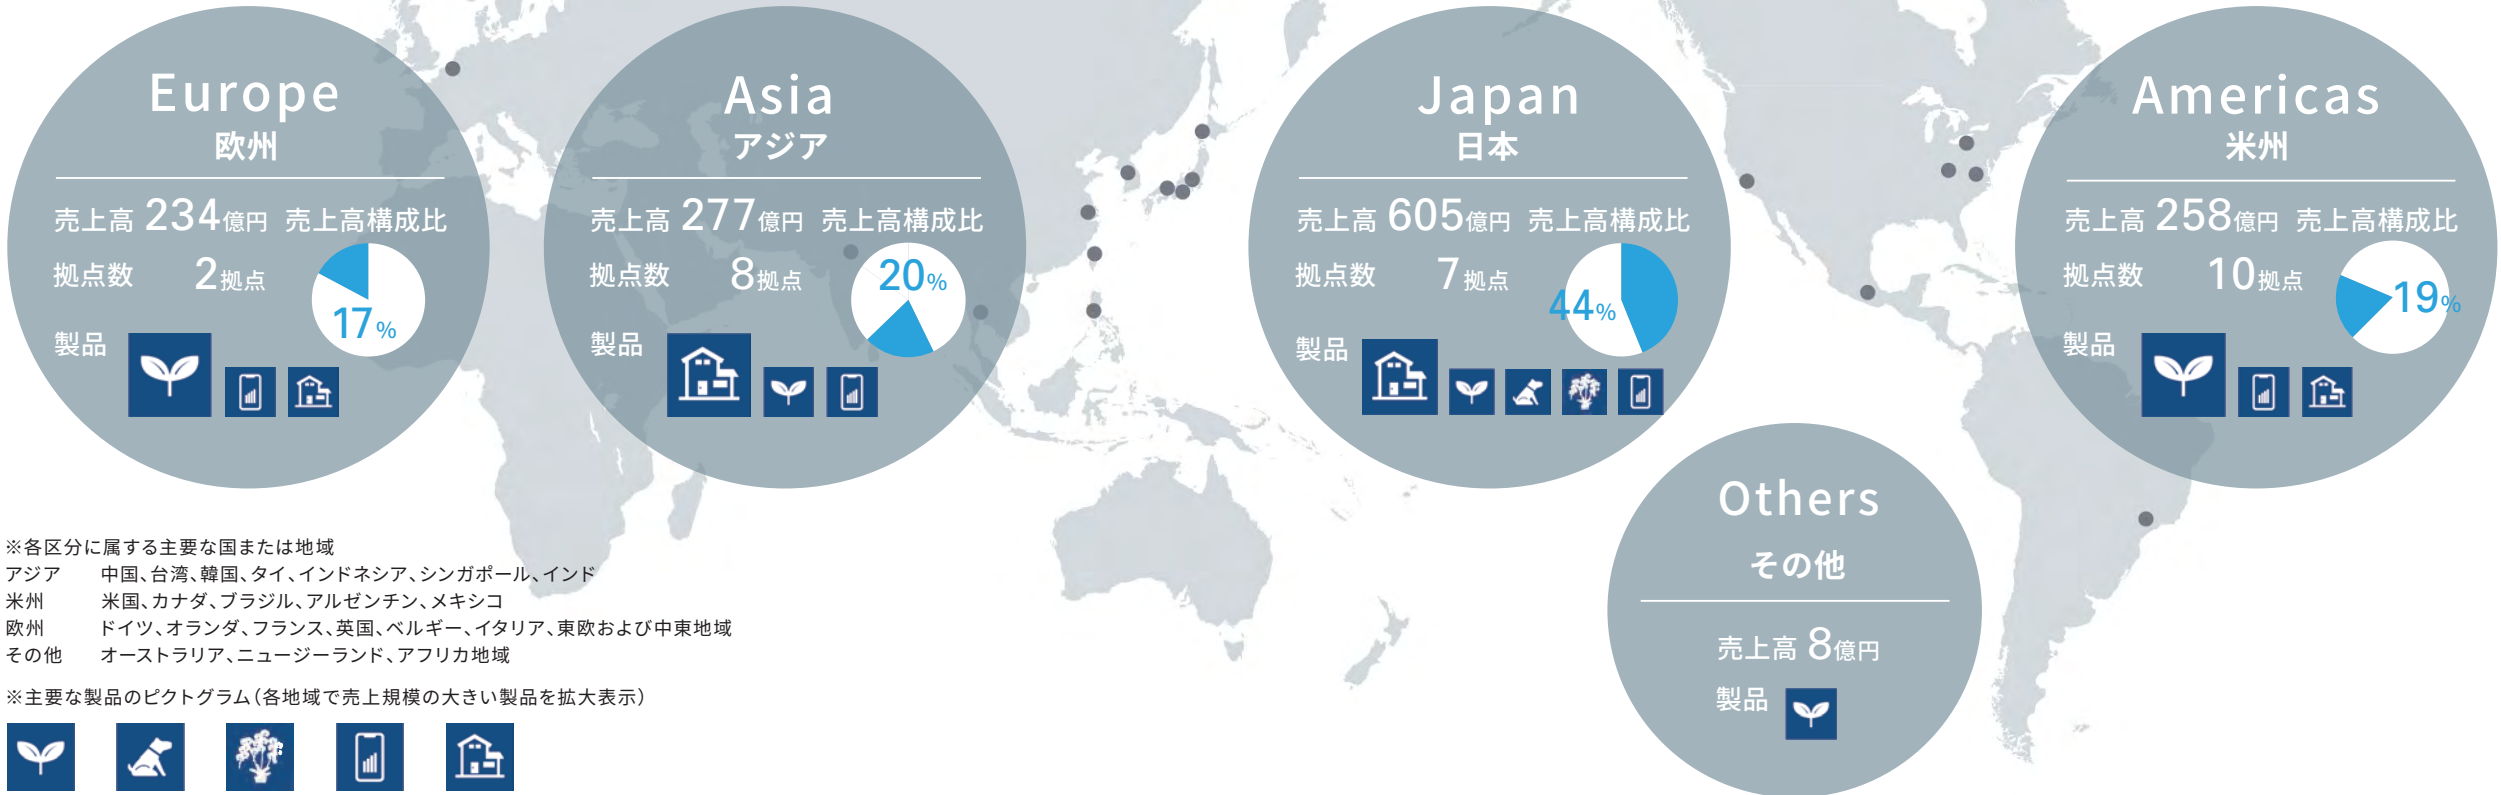 Europe
欧州
売上高 234億円 売上高構成比
拠点数 2拠点
17%
製品
Asia
アジア
売上高 277億円 売上高構成比
拠点数 8拠点
20%
製品
Japan
日本
売上高 605億円 売上高構成比
拠点数 7拠点
44%
製品
Americas
米州
売上高 258億円 売上高構成比
拠点数 10拠点
19%
製品
Others
その他
売上高 8億円
製品
※各区分に属する主要な国または地域
アジア 中国、台湾、韓国、タイ、インドネシア、シンガポール、インド
米州 米国、カナダ、ブラジル、アルゼンチン、メキシコ
欧州 ドイツ、オランダ、フランス、英国、ベルギー、イタリア、東欧および中東地域
その他 オーストラリア、ニュージーランド、アフリカ地域
※主要な製品のピクトグラム（各地域で売上規模の大きい製品を拡大表示）